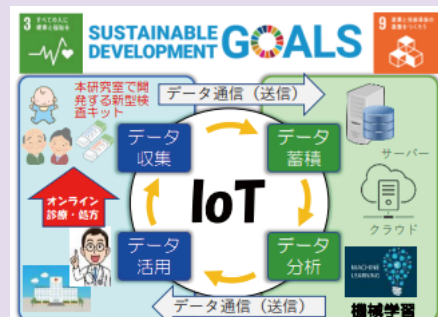 3 すべての人に
健康と福祉を
SUSTAINABLE
DEVELOPMENT
GOALS
9 産業と技術革新の
基盤をつくろう
本研究室で開
発する新型検
査キット
データ通信（送信）
データ
収集
データ
蓄積
サーバー
IoT
オンライン
診療・処方
クラウド
データ
活用
データ
分析
MACHINE
LEARNING
データ通信（送信）
機械学習